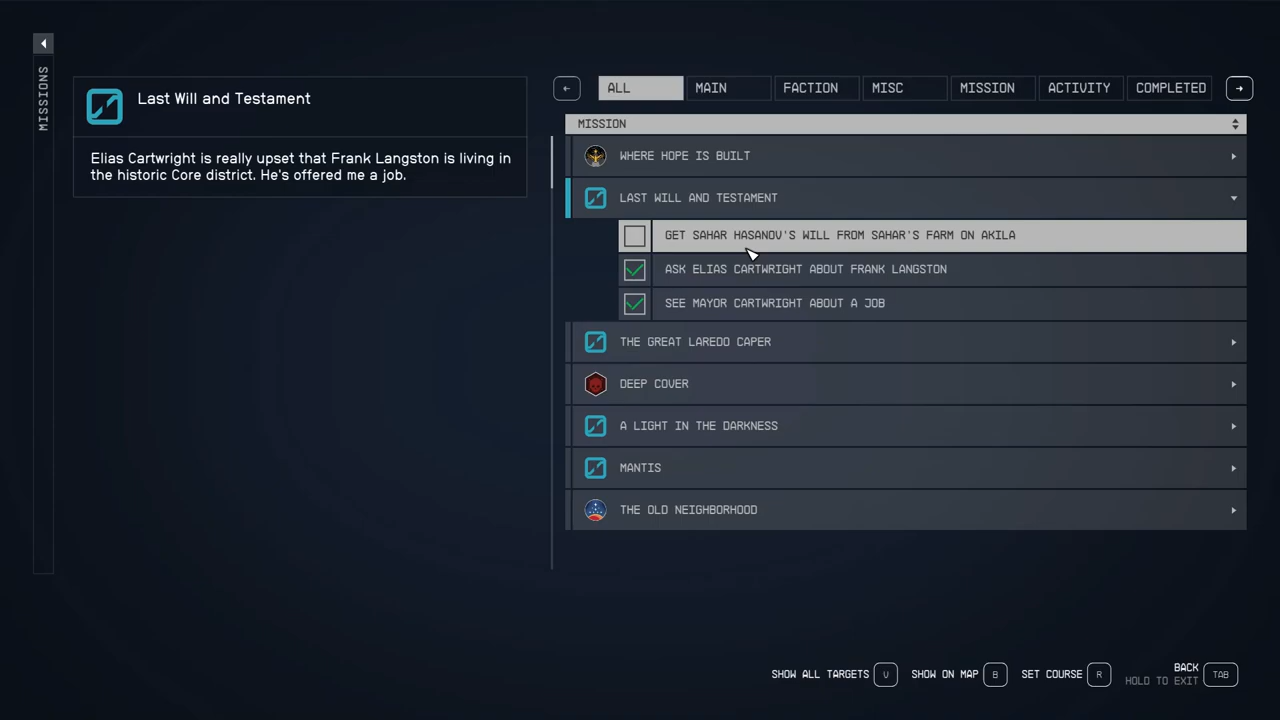 MISSIONS
Last Will and Testament
Elias Cartwright is really upset that Frank Langston is living in
the historic Core district. He's offered me a job.
ALL
MAIN
FACTION
MISC
MISSION
ACTIVITY
COMPLETED
MISSION
WHERE HOPE IS BUILT
LAST WILL AND TESTAMENT
GET SAHAR HASANOV'S WILL FROM SAHAR'S FARM ON AKILA
ASK ELIAS CARTWRIGHT ABOUT FRANK LANGSTON
SEE MAYOR CARTWRIGHT ABOUT A JOB
THE GREAT LAREDO CAPER
DEEP COVER
A LIGHT IN THE DARKNESS
MANTIS
THE OLD NEIGHBORHOOD
SHOW ALL TARGETS V
SHOW ON MAP B
SET COURSE R
BACK
HOLD TO EXIT
TAB